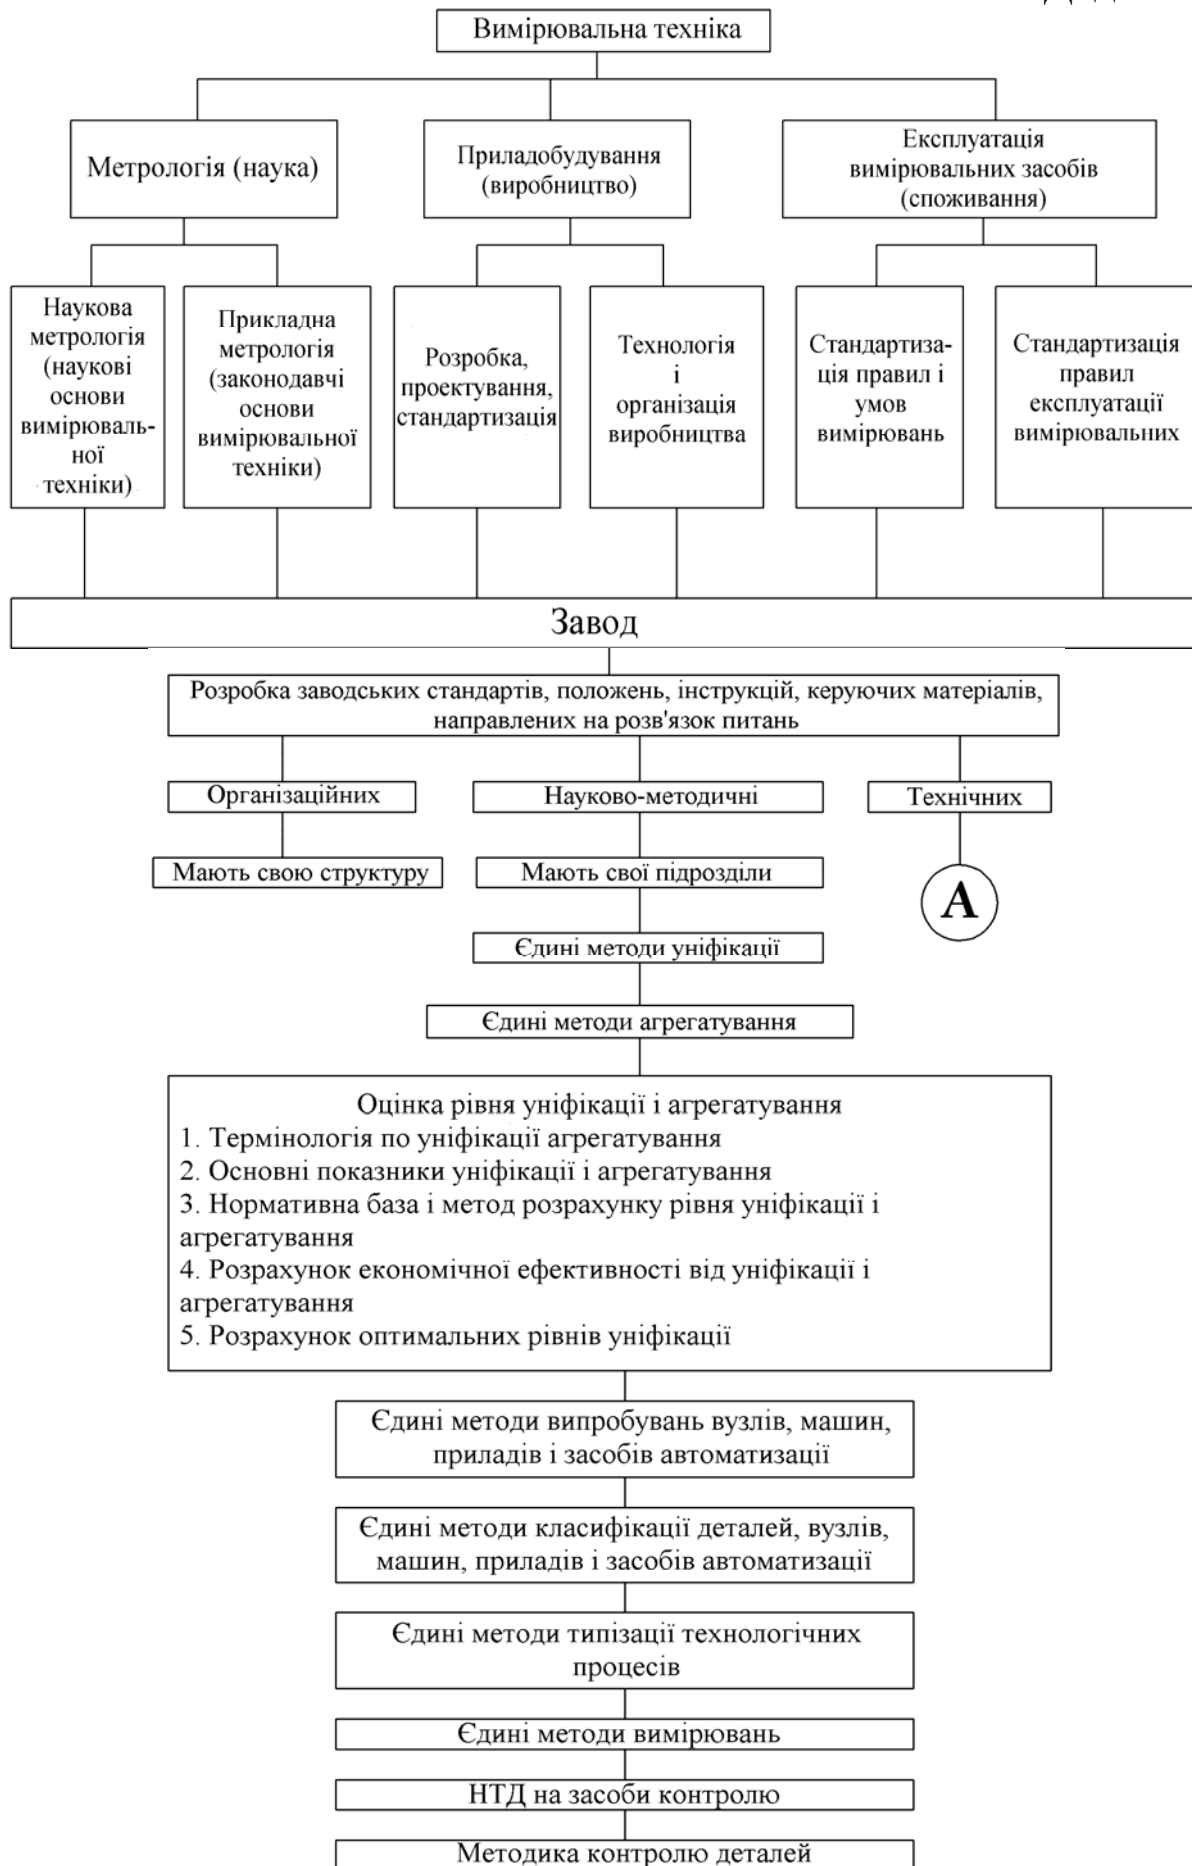 Вимірювальна техніка
Метрологія (наука)
Приладобудування
(виробництво)
Експлуатація
вимірювальних засобів
(споживання)
Наукова
метрологія
(наукові
основи
вимірюваль-
ної
техніки)
Прикладна
метрологія
(законодавчі
основи
вимірювальної
техніки)
Розробка,
проектування,
стандартизація
Технологія
і
організація
виробництва
Стандартиза-
ція правил і
умов
вимірювань
Стандартизація
правил
експлуатації
вимірювальних
Завод
Розробка заводських стандартів, положень, інструкцій, керуючих матеріалів,
направлених на розв'язок питань
Організаційних
Науково-методичні
Технічних
Мають свою структуру
Мають свої підрозділи
А
Єдині методи уніфікації
Єдині методи агрегатування
Оцінка рівня уніфікації і агрегатування
1. Термінологія по уніфікації агрегатування
2. Основні показники уніфікації і агрегатування
3. Нормативна база і метод розрахунку рівня уніфікації і
агрегатування
4. Розрахунок економічної ефективності від уніфікації і
агрегатування
5. Розрахунок оптимальних рівнів уніфікації
Єдині методи випробувань вузлів, машин,
приладів і засобів автоматизації
Єдині методи класифікації деталей, вузлів,
машин, приладів і засобів автоматизації
Єдині методи типізації технологічних
процесів
Єдині методи вимірювань
НТД на засоби контролю
Методика контролю деталей